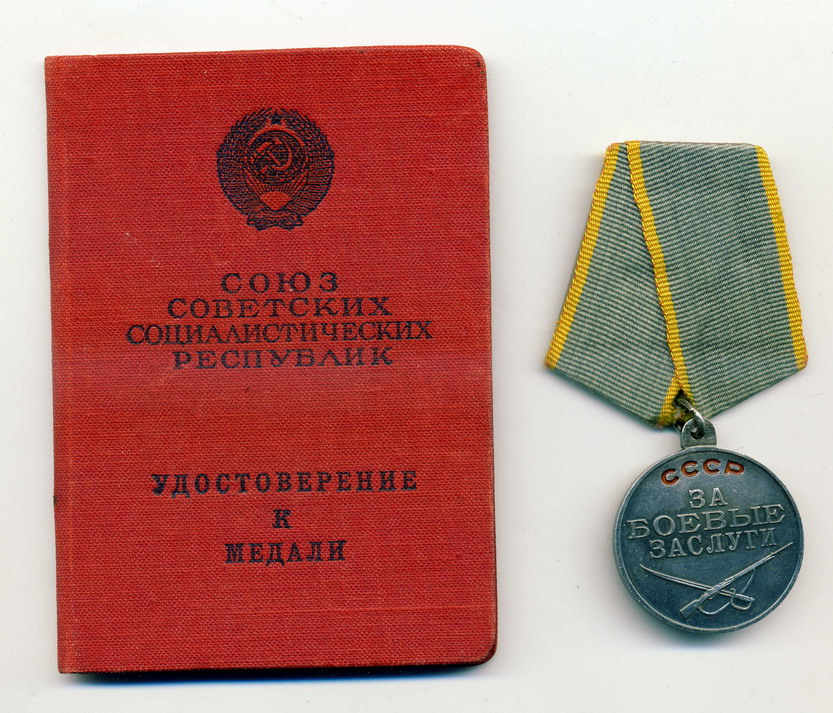 СОЮЗ
СОВЕТСКИХ
СОЦИАЛИСТИЧЕСКИХ
РЕСПУБЛИК
УДОСТОВЕРЕНИЕ
К
МЕДАЛИ
СССР
ЗА
БОЕВЫЕ
ЗАСЛУГИ